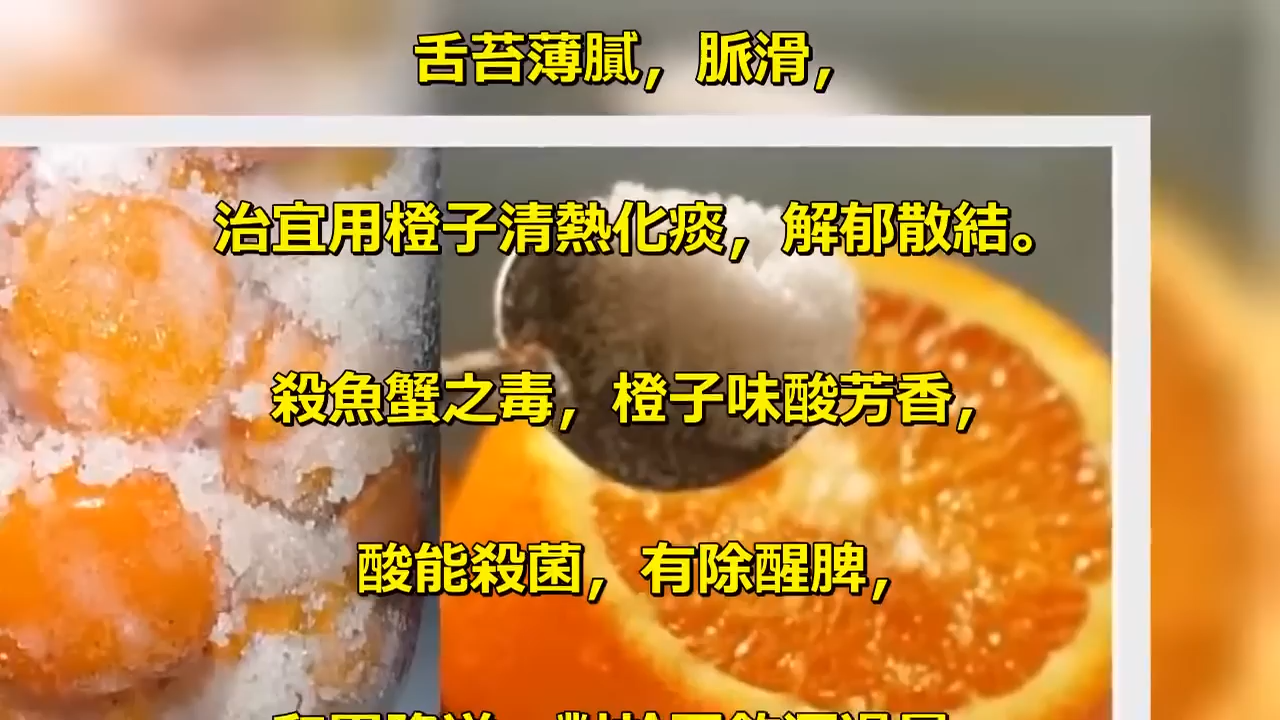 舌苔薄膩，脈滑，
治宜用橙子清熱化痰，解郁散結。
殺魚蟹之毒，橙子味酸芳香，
酸能殺菌，有除醒脾，